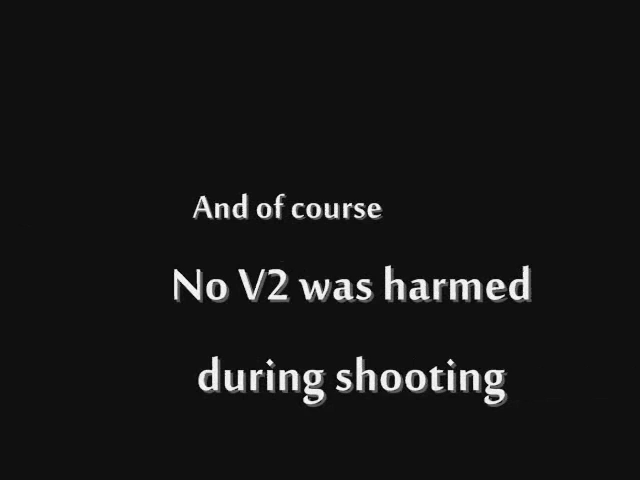 And of course
No V2 was harmed
during shooting